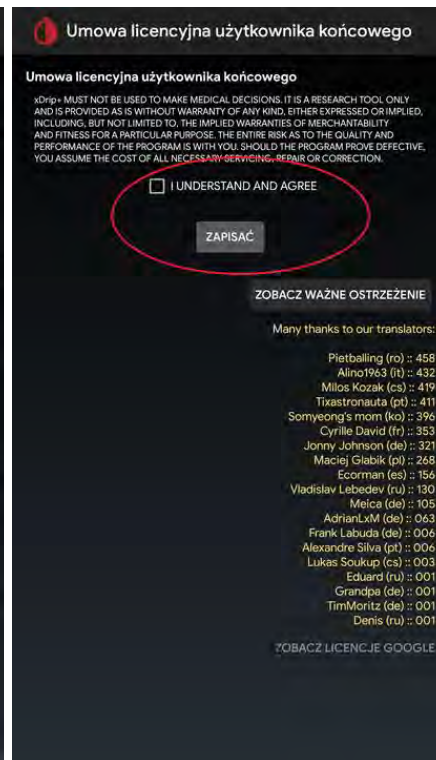 Umowa licencyjna użytkownika końcowego
Umowa licencyjna użytkownika końcowego
xDrip+ MUST NOT BE USED TO MAKE MEDICAL DECISIONS. IT IS A RESEARCH TOOL ONLY
AND IS PROVIDED AS IS WITHOUT WARRANTY OF ANY KIND, EITHER EXPRESSED OR IMPLIED,
INCLUDING, BUT NOT LIMITED TO, THE IMPLIED WARRANTIES OF MERCHANTABILITY
AND FITNESS FOR A PARTICULAR PURPOSE. THE ENTIRE RISK AS TO THE QUALITY AND
PERFORMANCE OF THE PROGRAM IS WITH YOU. SHOULD THE PROGRAM PROVE DEFECTIVE,
YOU ASSUME THE COST OF ALL NECESSARY SERVICING, REPAIR OR CORRECTION.
I UNDERSTAND AND AGREE
ZAPISAĆ
ZOBACZ WAŻNE OSTRZEŻENIE
Many thanks to our translators:
Pietballing (ro) :: 458
Alino1963 (it) :: 432
Milos Kozak (cs) :: 419
Tixastronauta (pt) :: 411
Somyeong's mom (ko) :: 396
Cyrille David (fr) :: 353
Jonny Johnson (de) :: 321
Maciej Glabik (pl) :: 268
Ecorman (es) :: 156
Vladislav Lebedev (ru) :: 130
Meica (de) :: 105
AdrianLxM (de) :: 063
Frank Labuda (de) :: 006
Alexandre Silva (pt) :: 006
Lukas Soukup (cs) :: 003
Eduard (ru) :: 001
Grandpa (de) :: 001
TimMoritz (de) :: 001
Denis (ru) :: 001
ZOBACZ LICENCJE GOOGLE